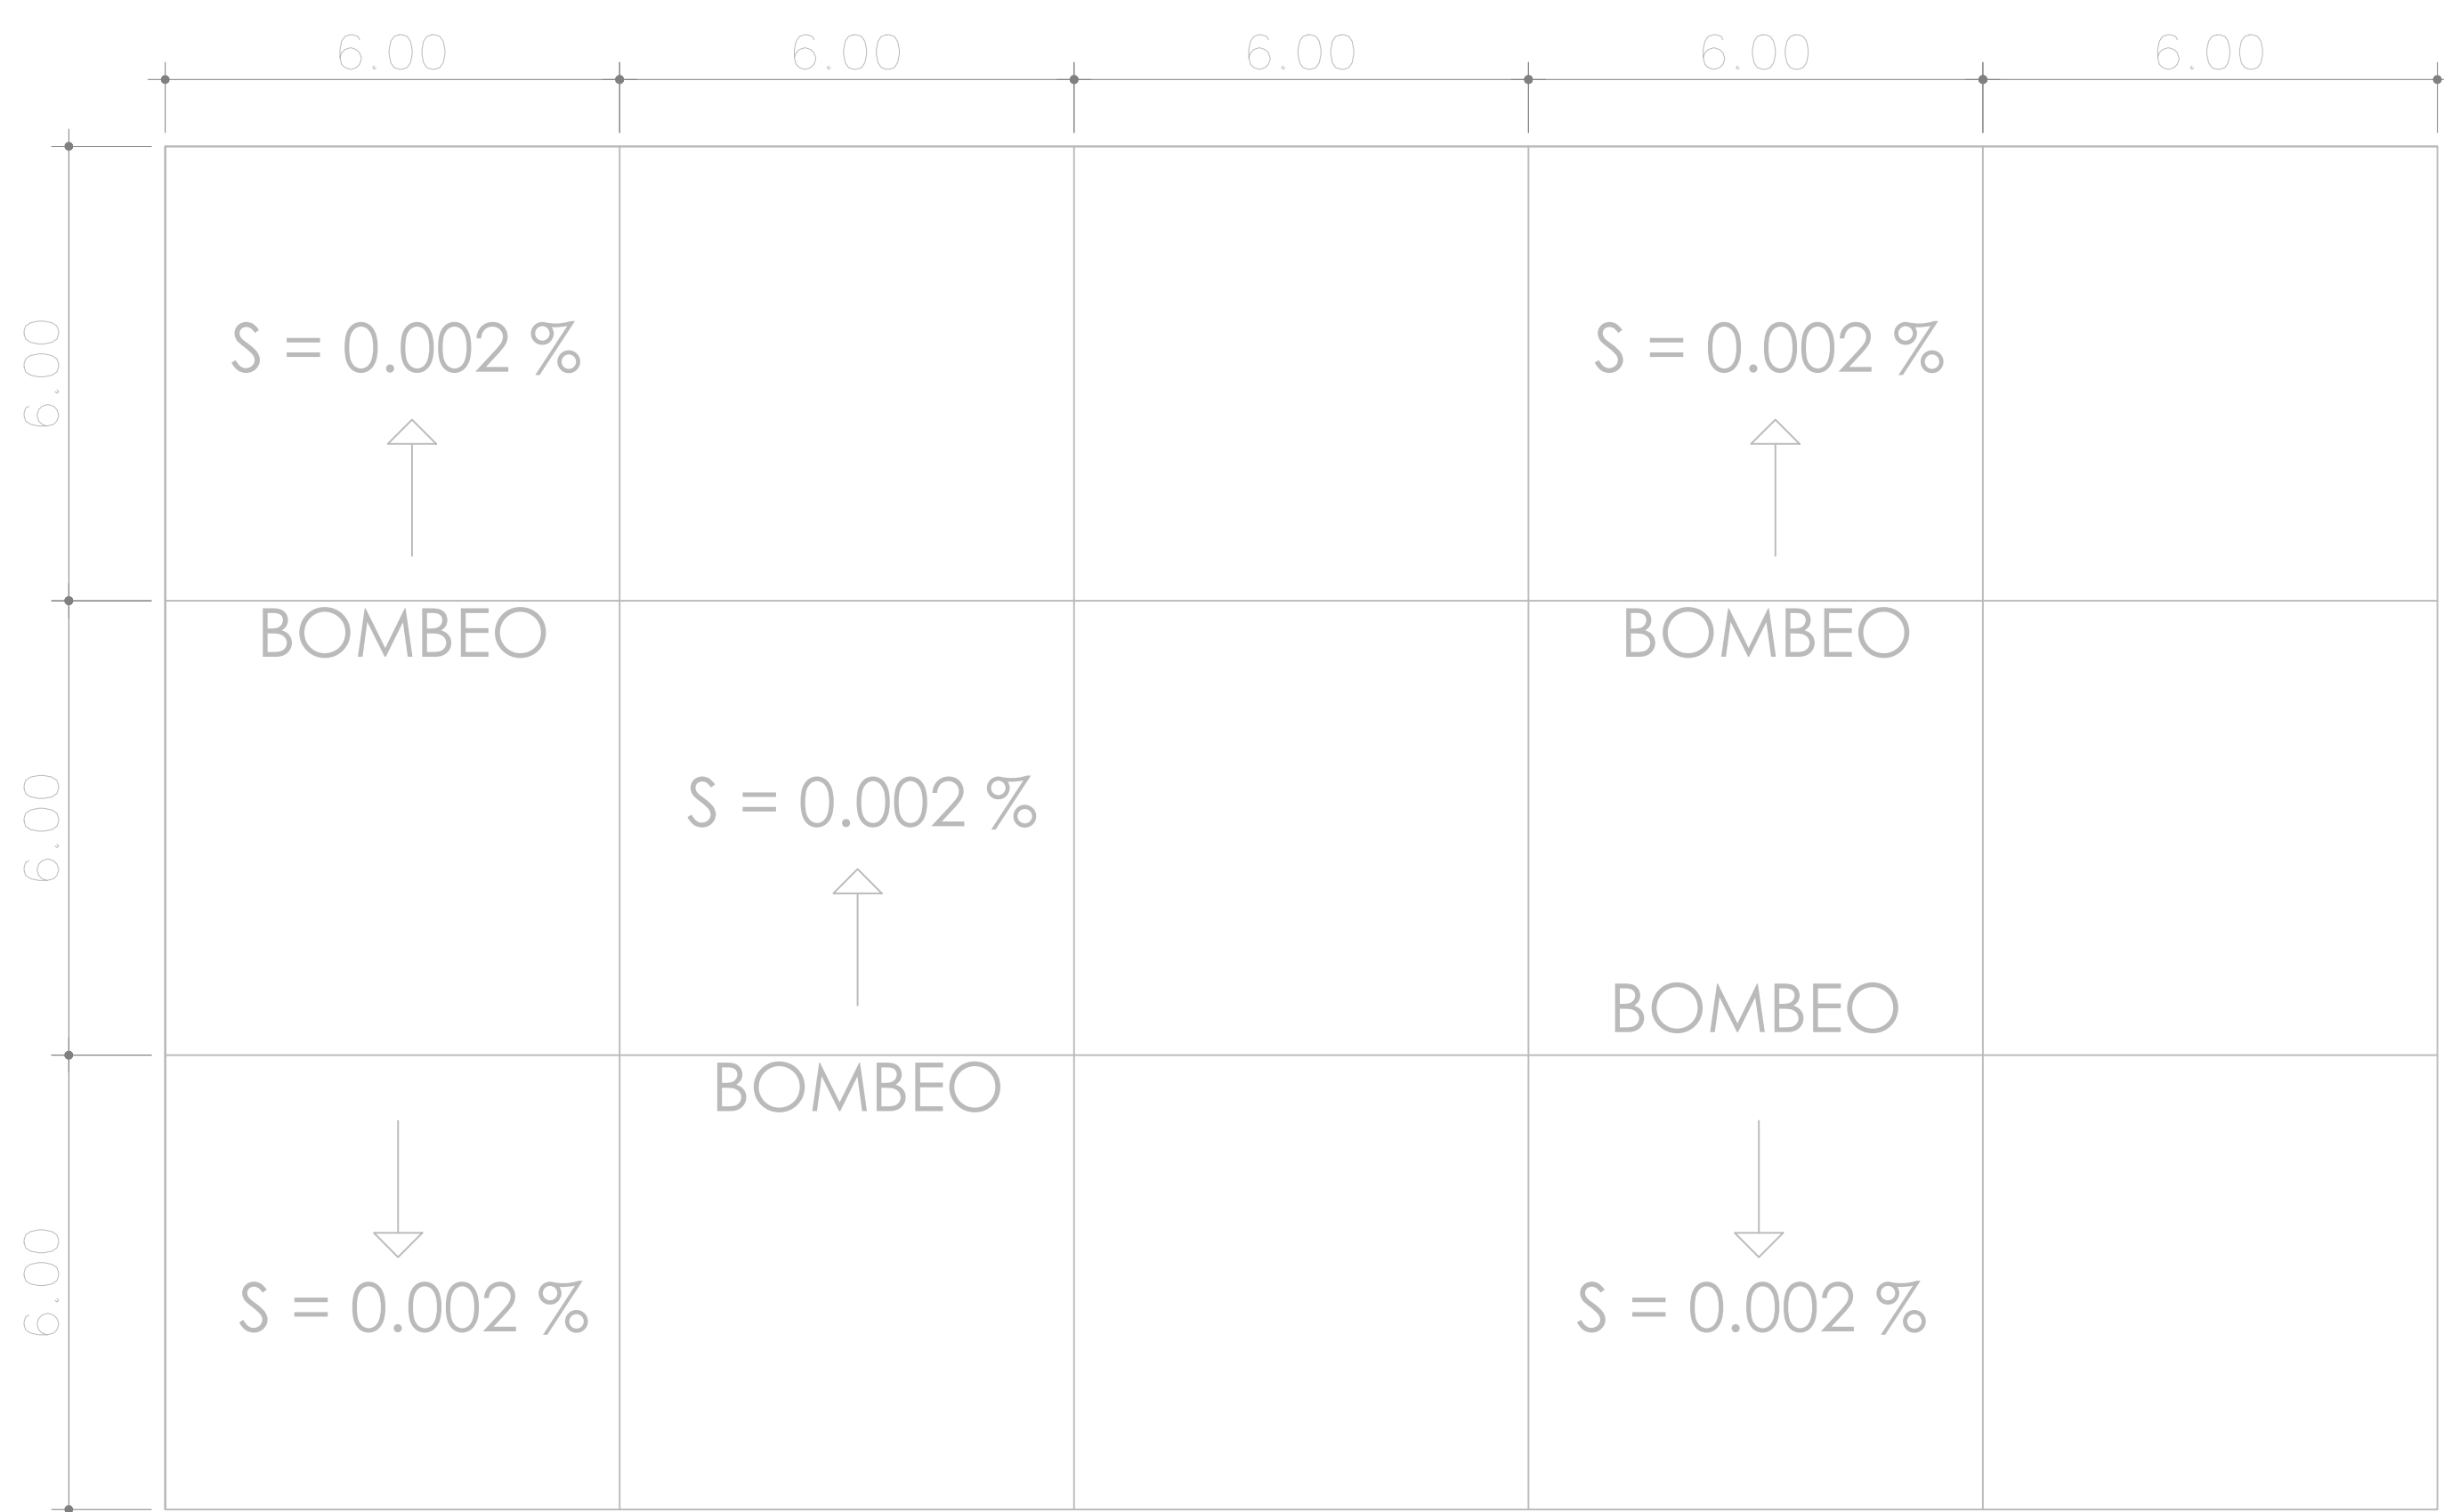 6.00 6.00 6.00 6.00 6.00
6.00
S = 0.002 % S = 0.002 %
BOMBEO BOMBEO
6.00
S = 0.002 %
BOMBEO
BOMBEO
6.00
S = 0.002 % S = 0.002 %